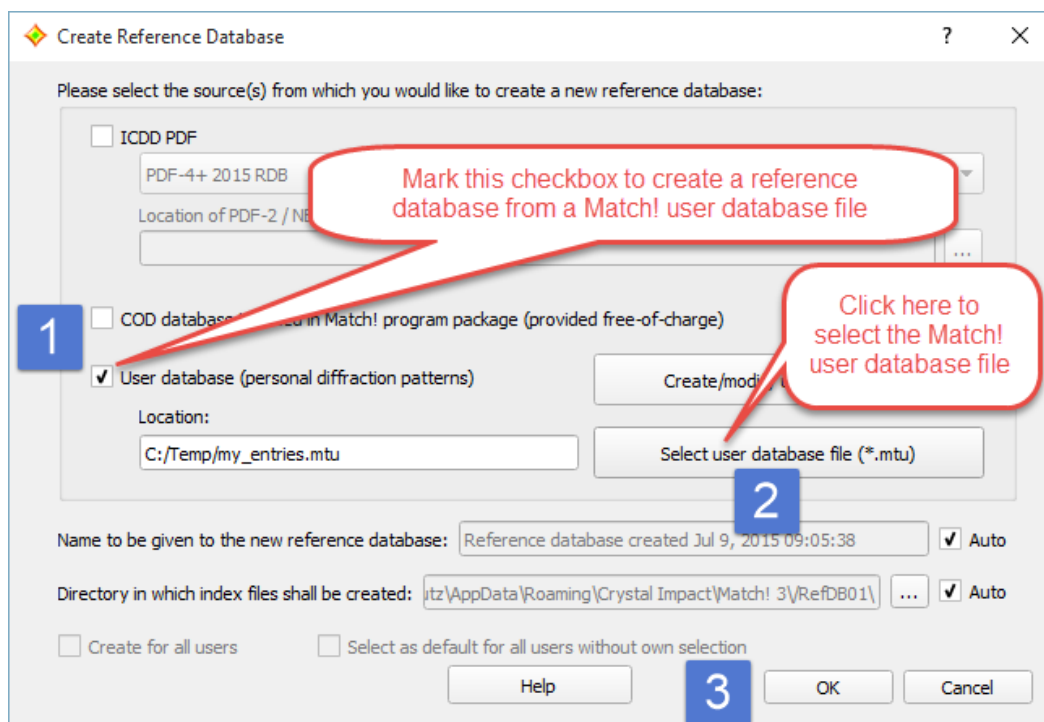 Create Reference Database
?
Please select the source(s) from which you would like to create a new reference database:
ICDD PDF
PDF-4+ 2015 RDB
Mark this checkbox to create a reference
database from a Match! user database file
Location of PDF-2 /
...
Click here to
select the Match!
user database file
1
COD database in Match! program package (provided free-of-charge)
User database (personal diffraction patterns)
Location:
C:/Temp/my_entries.mtu
Select user database file (*.mtu)
2
Name to be given to the new reference database: Reference database created Jul 9, 2015 09:05:38 Auto
Directory in which index files shall be created: utz\AppData\Roaming\Crystal Impact\Match! 3\/RefDB01\ ... Auto
Create for all users Select as default for all users without own selection
Help 3 OK Cancel